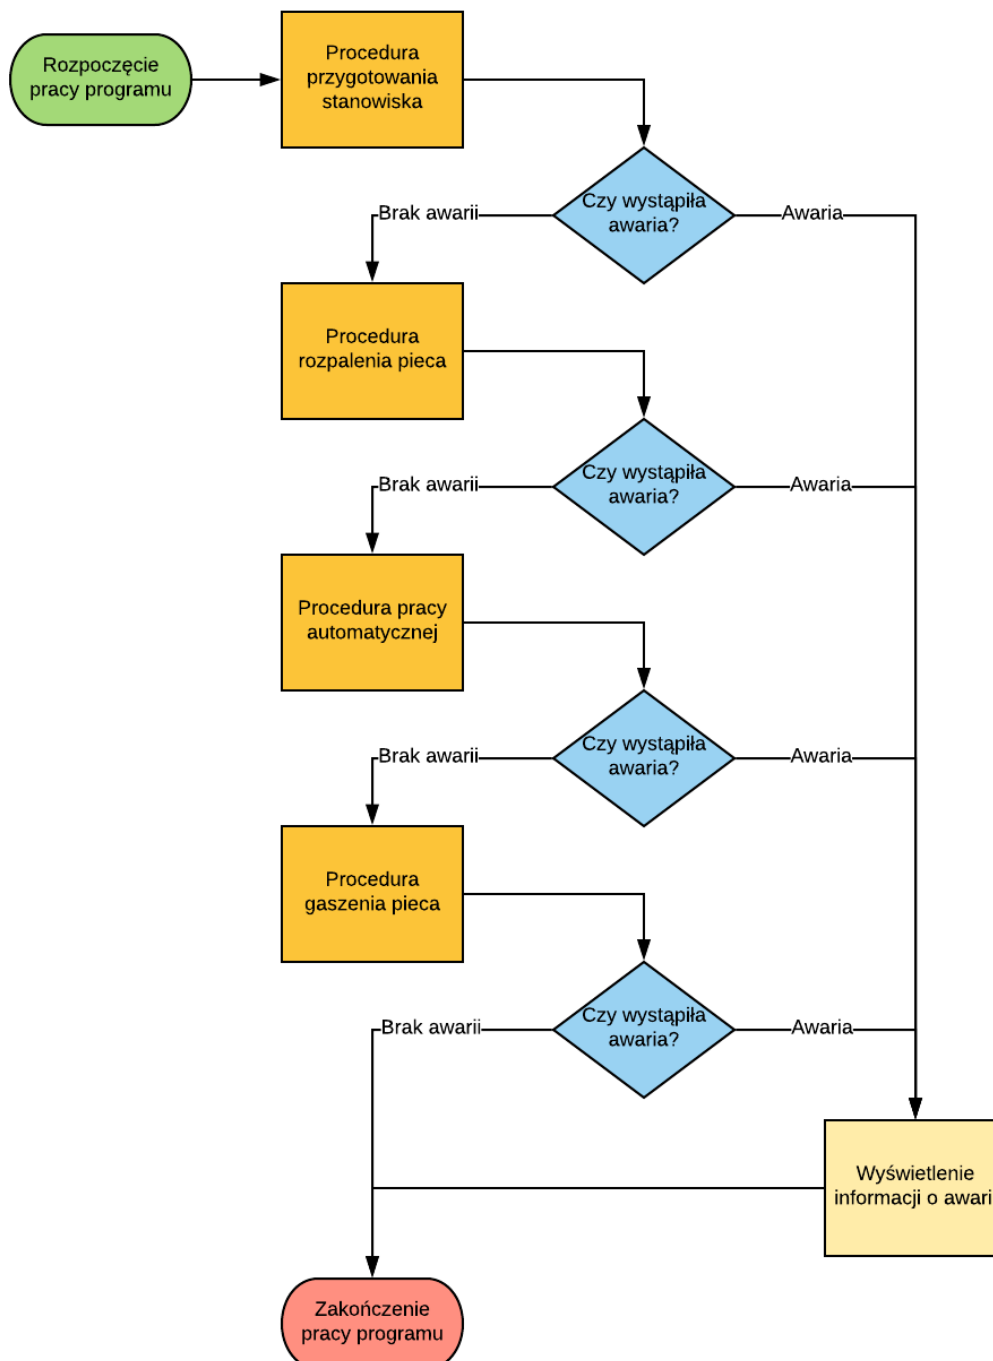 Rozpoczęcie
pracy programu
Procedura
przygotowania
stanowiska
Czy wystąpiła
awaria?
Brak awarii
Awaria
Procedura
rozpalenia pieca
Czy wystąpiła
awaria?
Brak awarii
Awaria
Procedura pracy
automatycznej
Czy wystąpiła
awaria?
Brak awarii
Awaria
Procedura
gaszenia pieca
Czy wystąpiła
awaria?
Brak awarii
Awaria
Wyświetlenie
informacji o awarii
Zakończenie
pracy programu